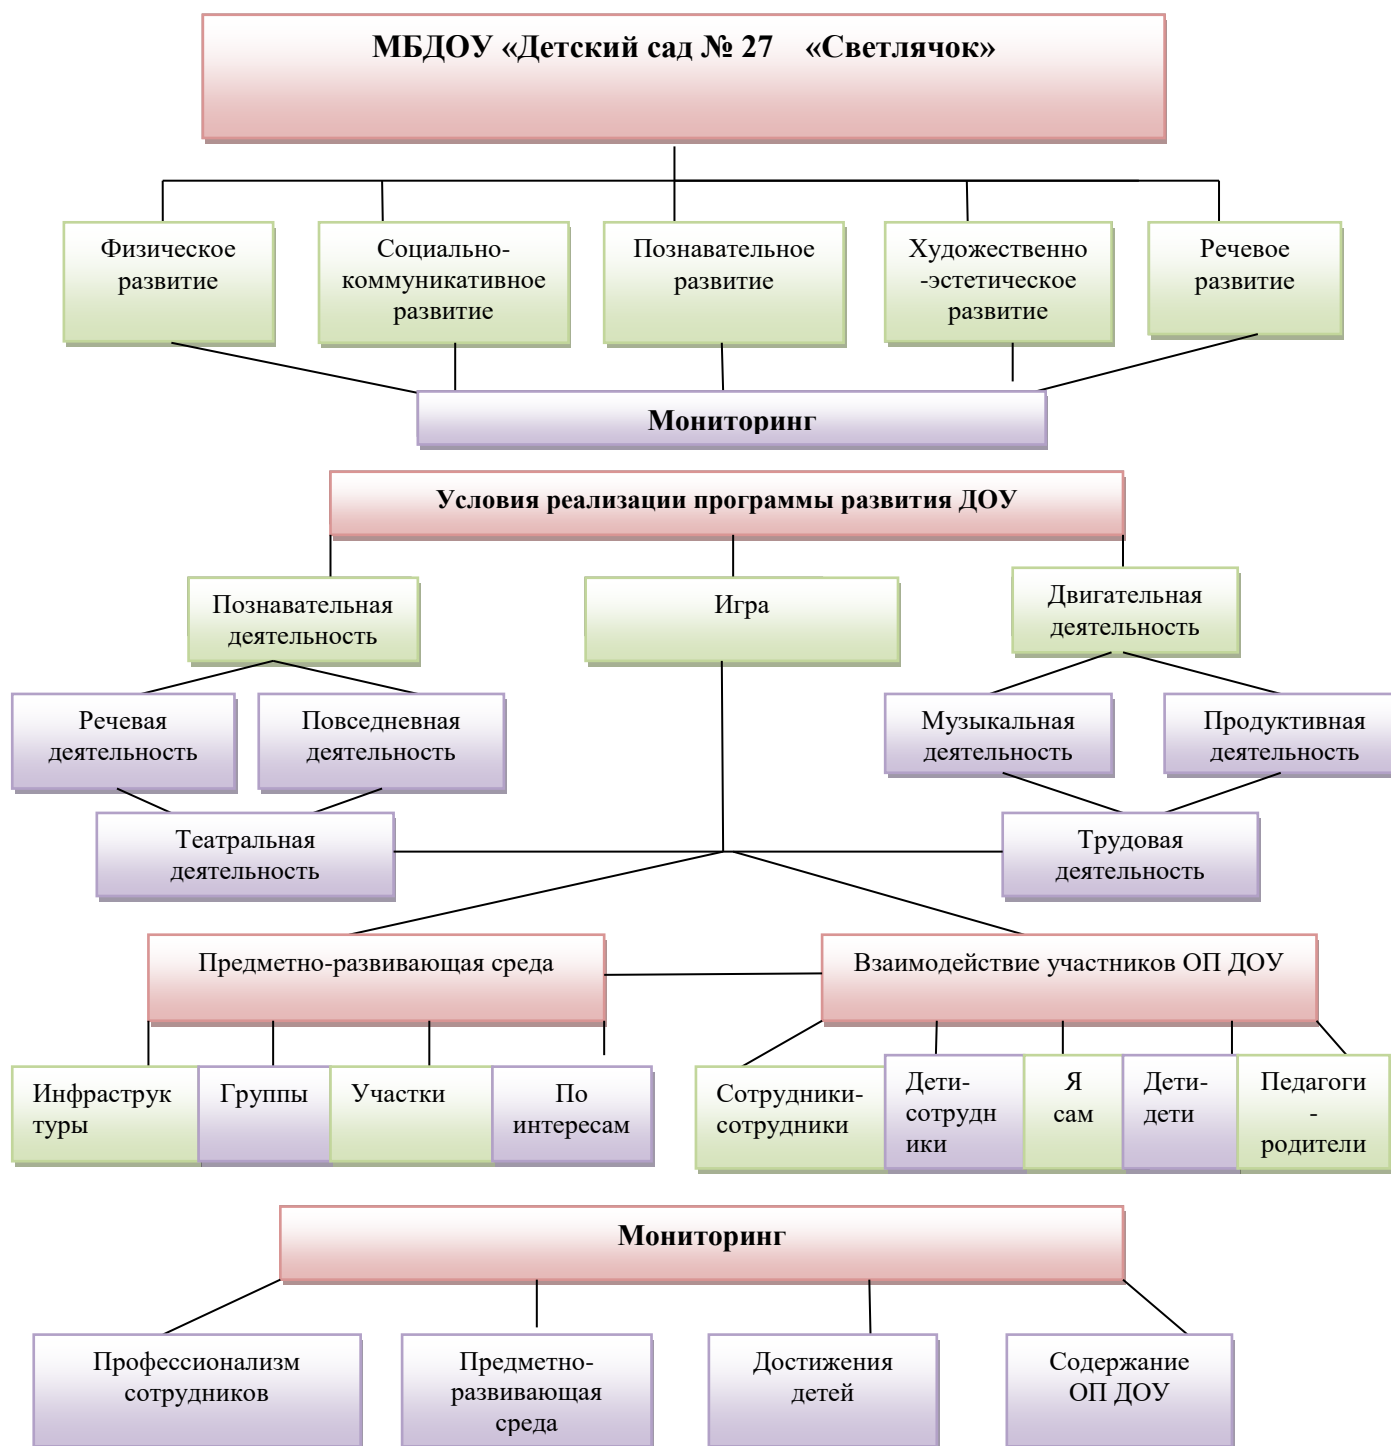 МБДОУ «Детский сад № 27 «Светлячок»
Физическое
развитие
Социально-
коммуникативное
развитие
Познавательное
развитие
Художественно
-эстетическое
развитие
Речевое
развитие
Мониторинг
Условия реализации программы развития ДОУ
Познавательная
деятельность
Игра
Двигательная
деятельность
Речевая
деятельность
Повседневная
деятельность
Музыкальная
деятельность
Продуктивная
деятельность
Театральная
деятельность
Трудовая
деятельность
Предметно-развивающая среда
Взаимодействие участников ОП ДОУ
Инфраструк
туры
Группы
Участки
По
интересам
Сотрудники-
сотрудники
Дети-
сотрудн
ики
Я
сам
Дети-
дети
Педагоги
-
родители
Мониторинг
Профессионализм
сотрудников
Предметно-
развивающая
среда
Достижения
детей
Содержание
ОП ДОУ